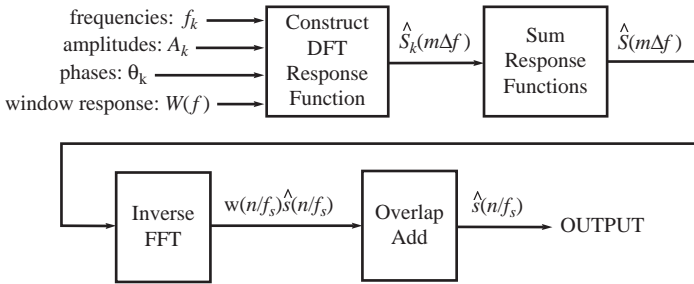 frequencies: f_k
amplitudes: A_k
phases: θ_k
window response: W(f)
Construct
DFT
Response
Function
Ŝ_k(mΔf)
Sum
Response
Functions
Ŝ(mΔf)
Inverse
FFT
w(n/f_s)ŝ(n/f_s)
Overlap
Add
ŝ(n/f_s)
OUTPUT